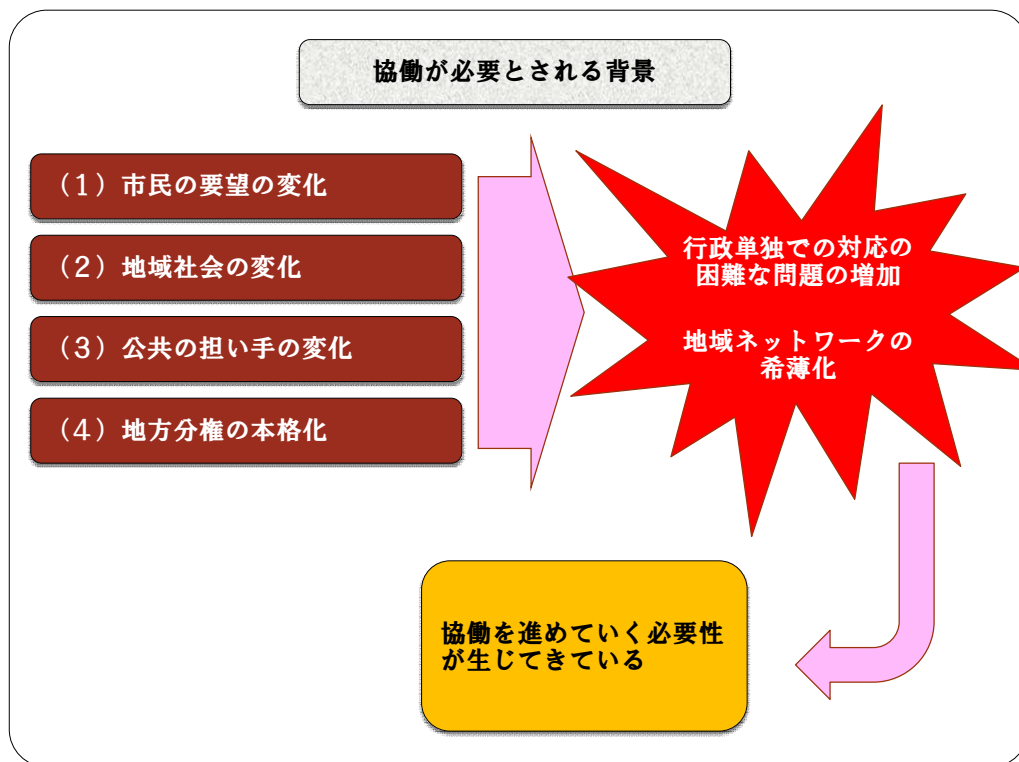 協働が必要とされる背景
（1）市民の要望の変化
（2）地域社会の変化
（3）公共の担い手の変化
（4）地方分権の本格化
行政単独での対応の
困難な問題の増加
地域ネットワークの
希薄化
協働を進めていく必要性
が生じてきている